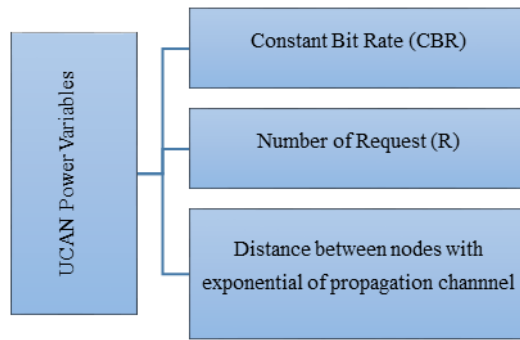 UCAN Power Variables
Constant Bit Rate (CBR)
Number of Request (R)
Distance between nodes with
exponential of propagation channnel